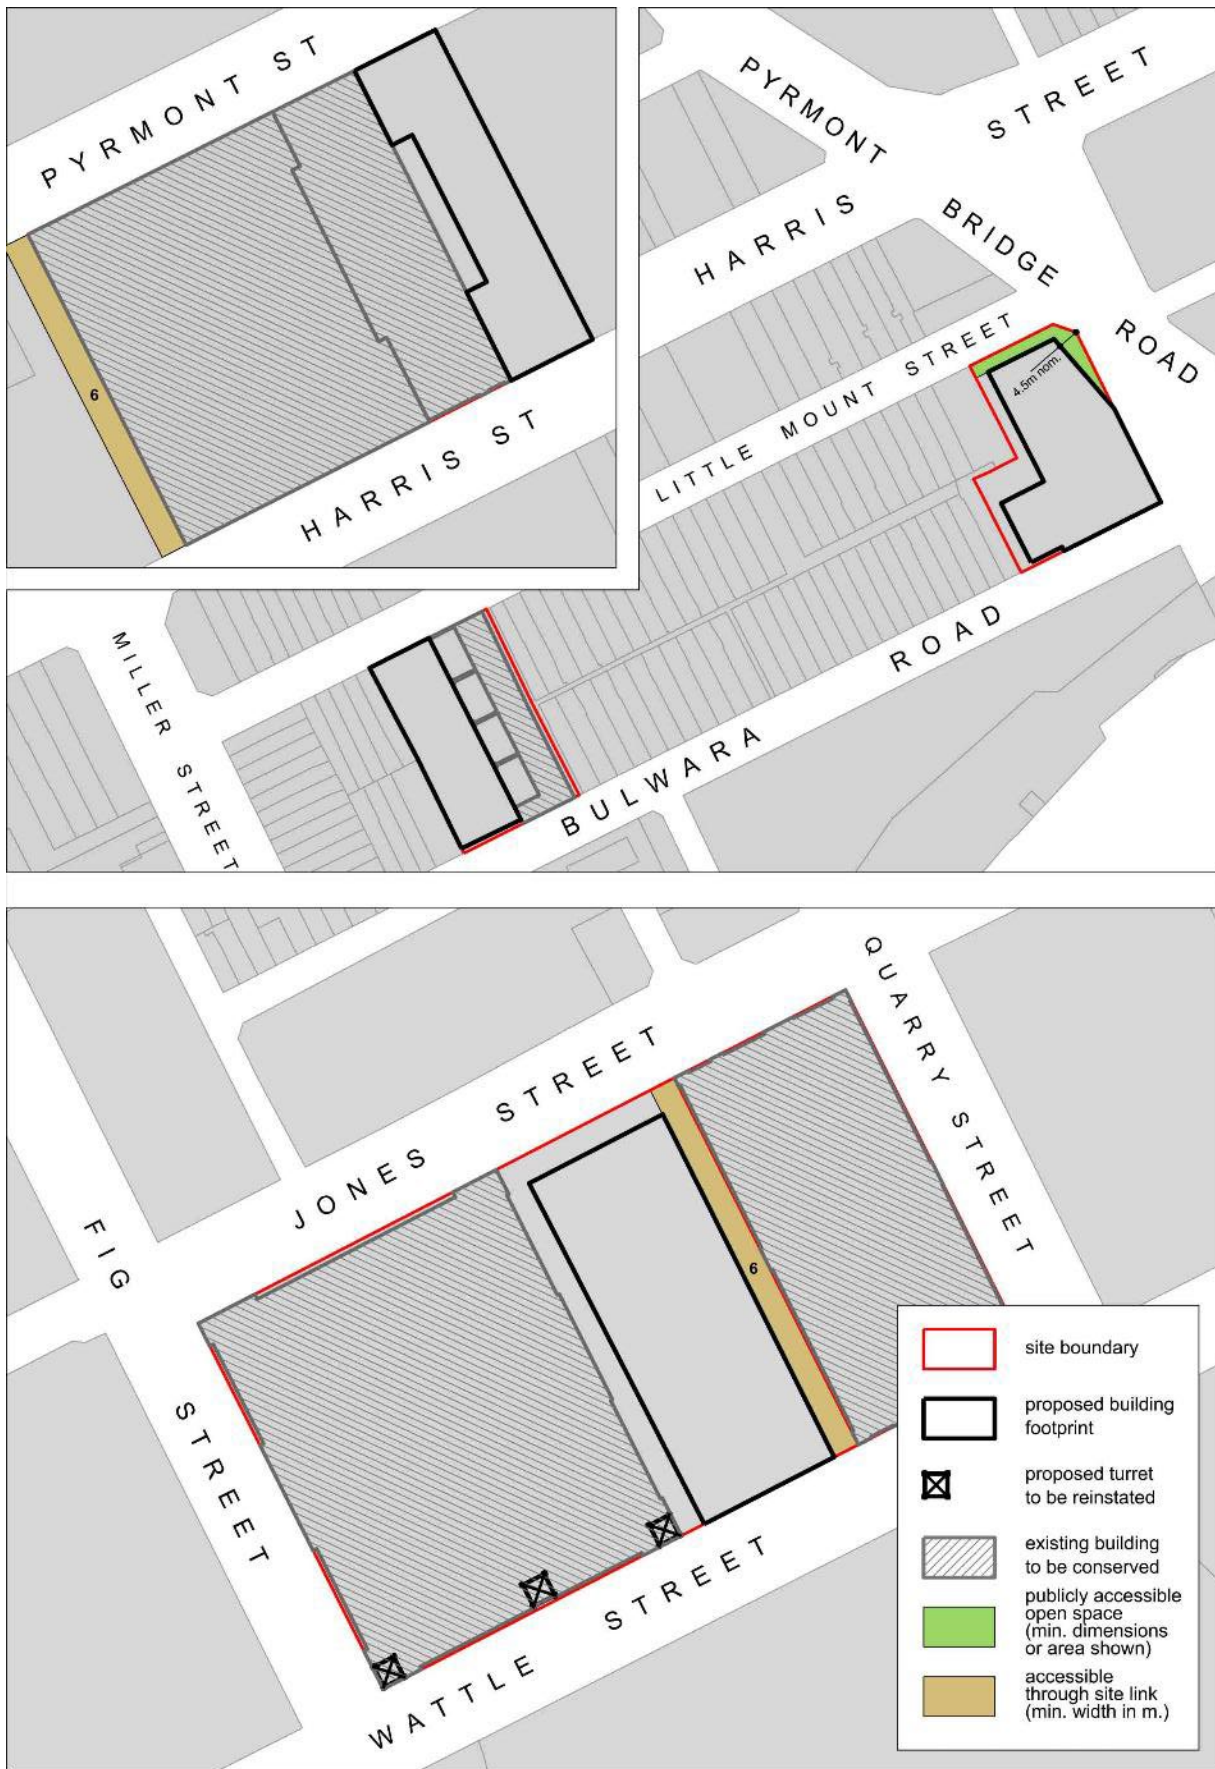 PYRMONT ST
6
HARRIS ST
PYRMONT
BRIDGE
ROAD
HARRIS STREET
LITTLE MOUNT STREET
4.5m nom.
MILLER STREET
BULWARA ROAD
QUARRY STREET
JONES STREET
FIG
STREET
6
WATTLE STREET
site boundary
proposed building
footprint
proposed turret
to be reinstated
existing building
to be conserved
publicly accessible
open space
(min. dimensions
or area shown)
accessible
through site link
(min. width in m.)